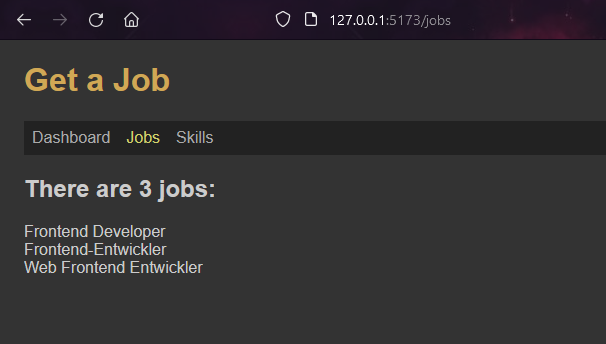 127.0.0.1:5173/jobs
Get a Job
Dashboard Jobs Skills
There are 3 jobs:
Frontend Developer
Frontend-Entwickler
Web Frontend Entwickler